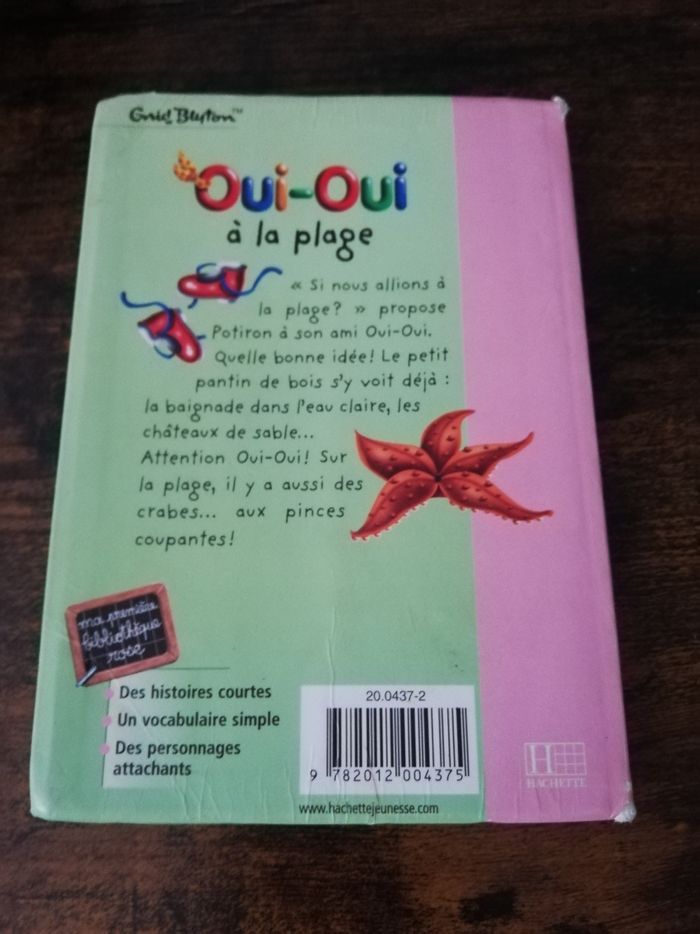 Enid Blyton™
Oui-Oui
à la plage
« Si nous allions à
la plage? » propose
Potiron à son ami Oui-Oui.
Quelle bonne idée! Le petit
pantin de bois s'y voit déjà :
la baignade dans l'eau claire, les
châteaux de sable...
Attention Oui-Oui! Sur
la plage, il y a aussi des
crabes... aux pinces
coupantes!
ma première
bibliothèque
rose
Des histoires courtes
Un vocabulaire simple
Des personnages
attachants
20.0437-2
9 782012 004375
www.hachettejeunesse.com
H
HACHETTE